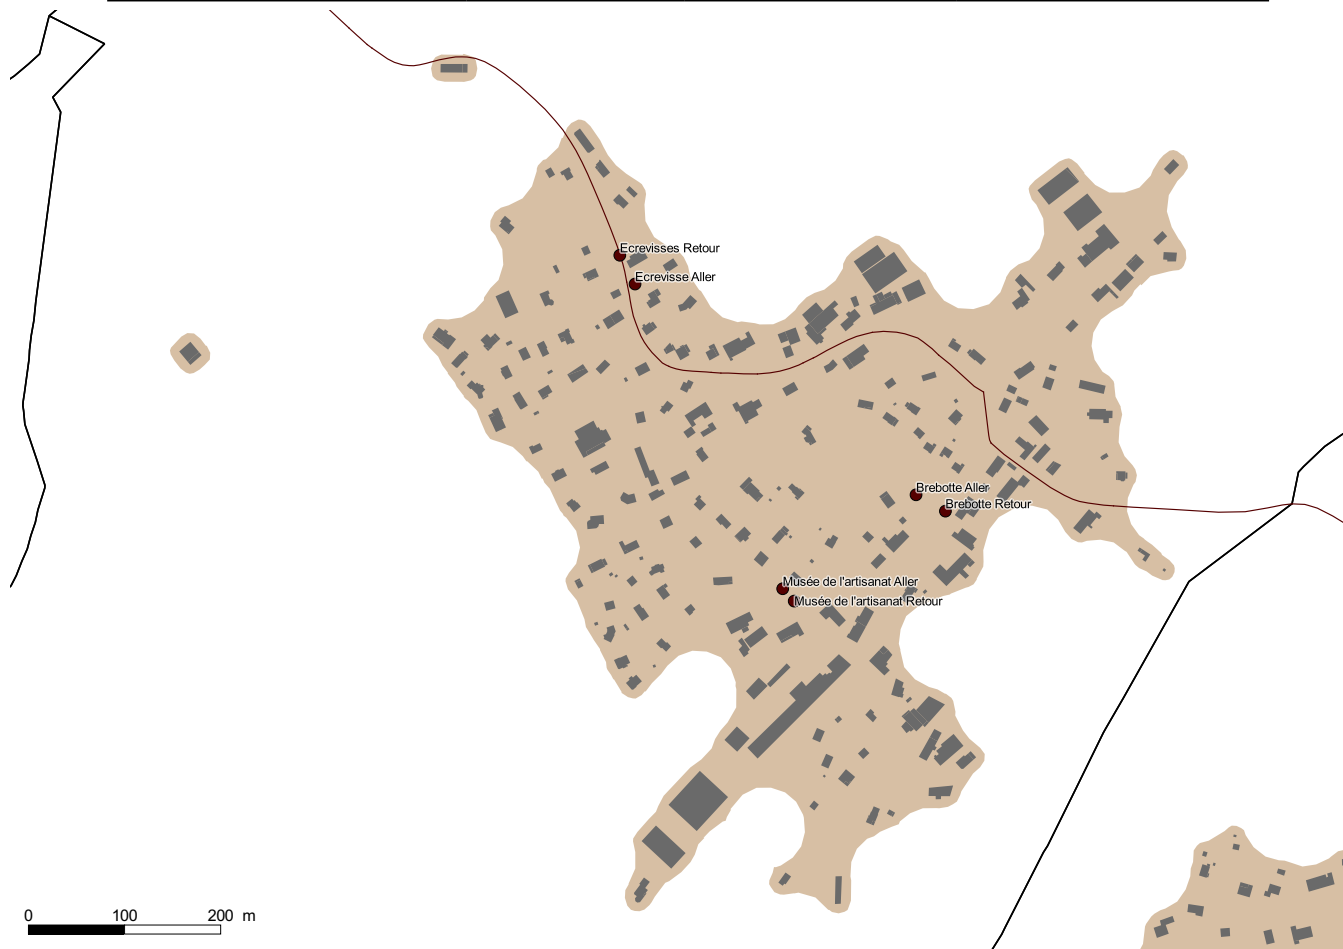 Ecrevisses Retour
Ecrevisse Aller
Brebotte Aller
Brebotte Retour
Musée de l'artisanat Aller
Musée de l'artisanat Retour
0 100 200 m